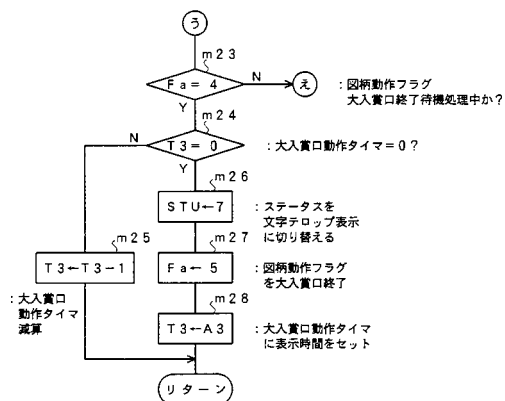 う
m23
Fa=4
N
え
:図柄動作フラグ
大入賞口終了待機処理中か?
Y
m24
N
T3=0
:大入賞口動作タイマ=0?
Y
m26
STU←7
:ステータスを
文字テロップ表示
に切り替える
m25
T3←T3-1
:大入賞口
動作タイマ
減算
m27
Fa←5
:図柄動作フラグ
を大入賞口終了
m28
T3←A3
:大入賞口動作タイマ
に表示時間をセット
リターン